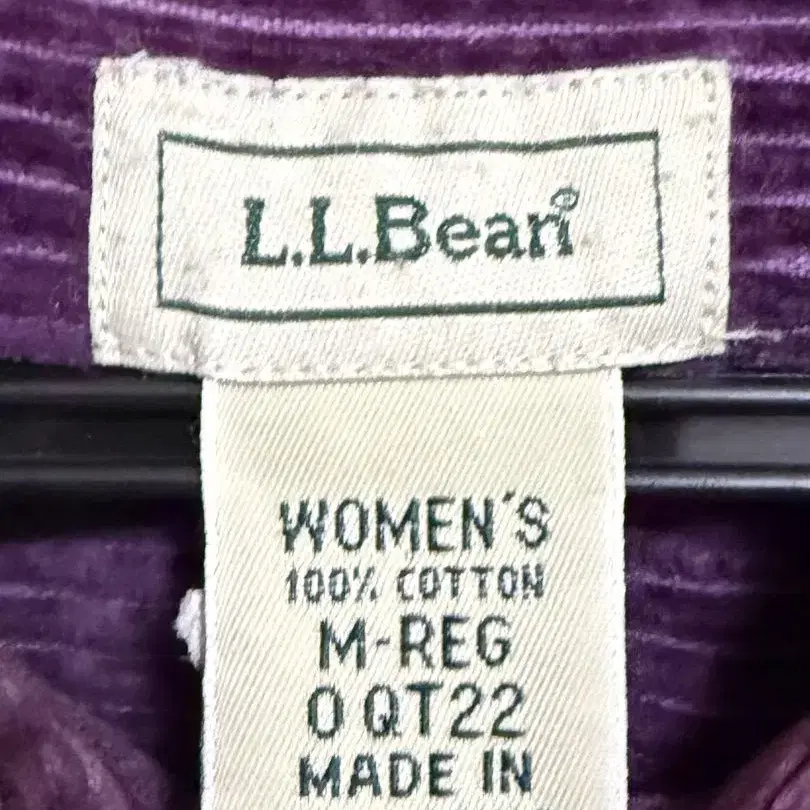 L.L.Bean®
WOMEN'S
100% COTTON
M-REG
0 QT22
MADE IN